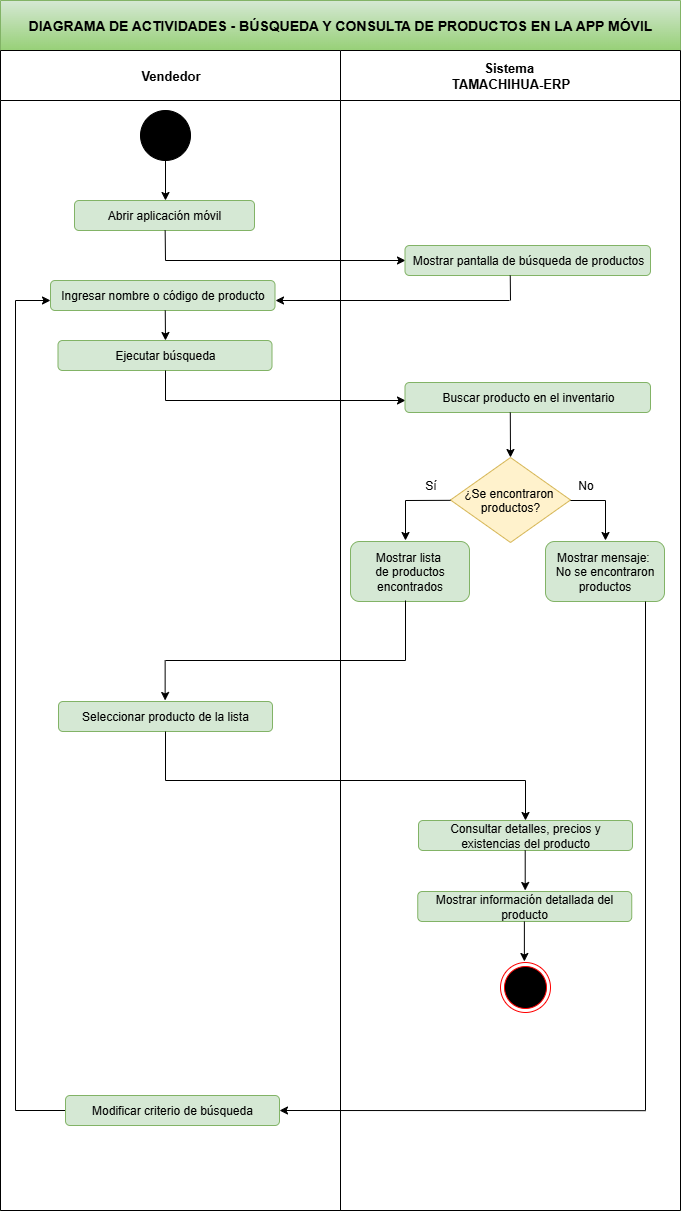 DIAGRAMA DE ACTIVIDADES - BÚSQUEDA Y CONSULTA DE PRODUCTOS EN LA APP MÓVIL
Vendedor
Sistema
TAMACHIHUA-ERP
Abrir aplicación móvil
Mostrar pantalla de búsqueda de productos
Ingresar nombre o código de producto
Ejecutar búsqueda
Buscar producto en el inventario
¿Se encontraron
productos?
Sí
No
Mostrar lista
de productos
encontrados
Mostrar mensaje:
No se encontraron
productos
Seleccionar producto de la lista
Consultar detalles, precios y
existencias del producto
Mostrar información detallada del
producto
Modificar criterio de búsqueda